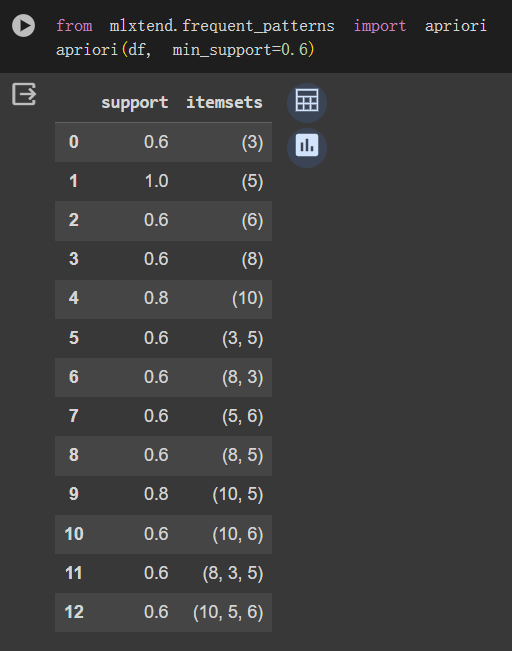 from mlxtend.frequent_patterns import apriori
apriori(df, min_support=0.6)
support itemsets
0 0.6 (3)
1 1.0 (5)
2 0.6 (6)
3 0.6 (8)
4 0.8 (10)
5 0.6 (3, 5)
6 0.6 (8, 3)
7 0.6 (5, 6)
8 0.6 (8, 5)
9 0.8 (10, 5)
10 0.6 (10, 6)
11 0.6 (8, 3, 5)
12 0.6 (10, 5, 6)